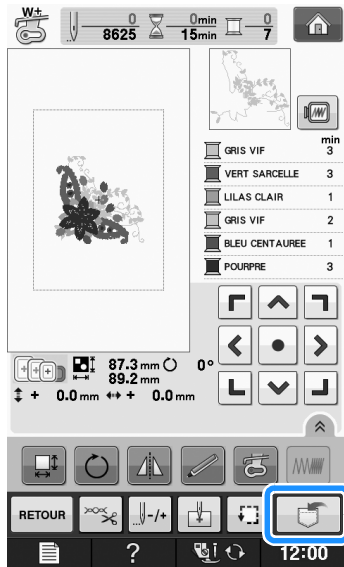 W+
0
8625
0min
15min
0
7
min
GRIS VIF 3
VERT SARCELLE 3
LILAS CLAIR 1
GRIS VIF 2
BLEU CENTAUREE 1
POURPRE 3
87.3 mm 0°
89.2 mm
+ 0.0 mm + 0.0 mm
RETOUR -/+
? 12:00